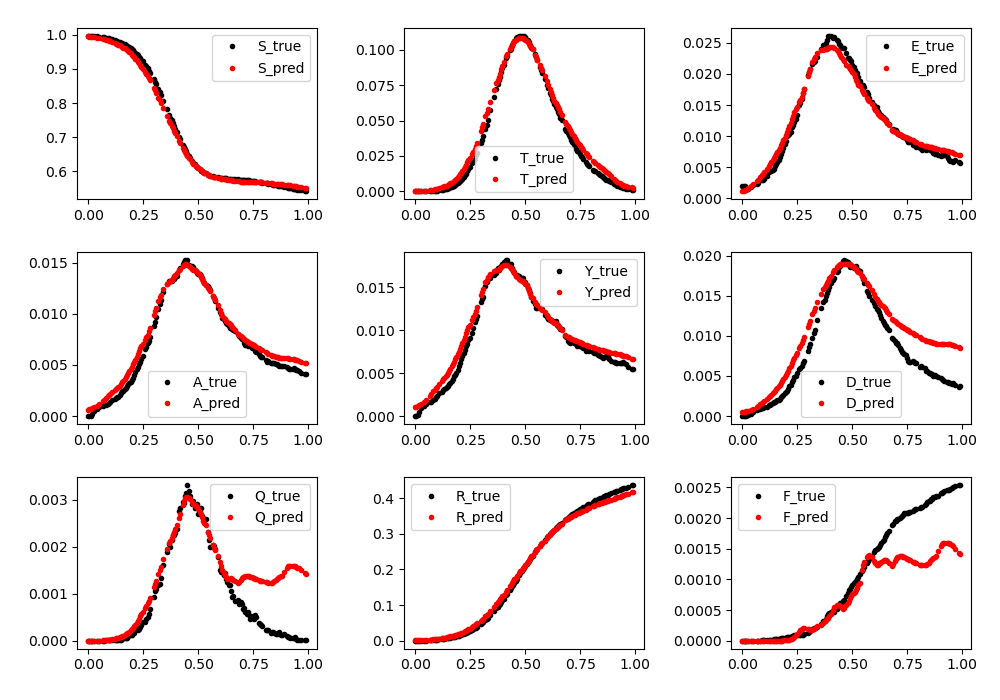 1.0
0.9
0.8
0.7
0.6
0.00 0.25 0.50 0.75 1.00
S_true
S_pred
0.100
0.075
0.050
0.025
0.000
0.00 0.25 0.50 0.75 1.00
T_true
T_pred
0.025
0.020
0.015
0.010
0.005
0.000
0.00 0.25 0.50 0.75 1.00
E_true
E_pred
0.015
0.010
0.005
0.000
0.00 0.25 0.50 0.75 1.00
A_true
A_pred
0.015
0.010
0.005
0.000
0.00 0.25 0.50 0.75 1.00
Y_true
Y_pred
0.020
0.015
0.010
0.005
0.000
0.00 0.25 0.50 0.75 1.00
D_true
D_pred
0.003
0.002
0.001
0.000
0.00 0.25 0.50 0.75 1.00
Q_true
Q_pred
0.4
0.3
0.2
0.1
0.0
0.00 0.25 0.50 0.75 1.00
R_true
R_pred
0.0025
0.0020
0.0015
0.0010
0.0005
0.0000
0.00 0.25 0.50 0.75 1.00
F_true
F_pred